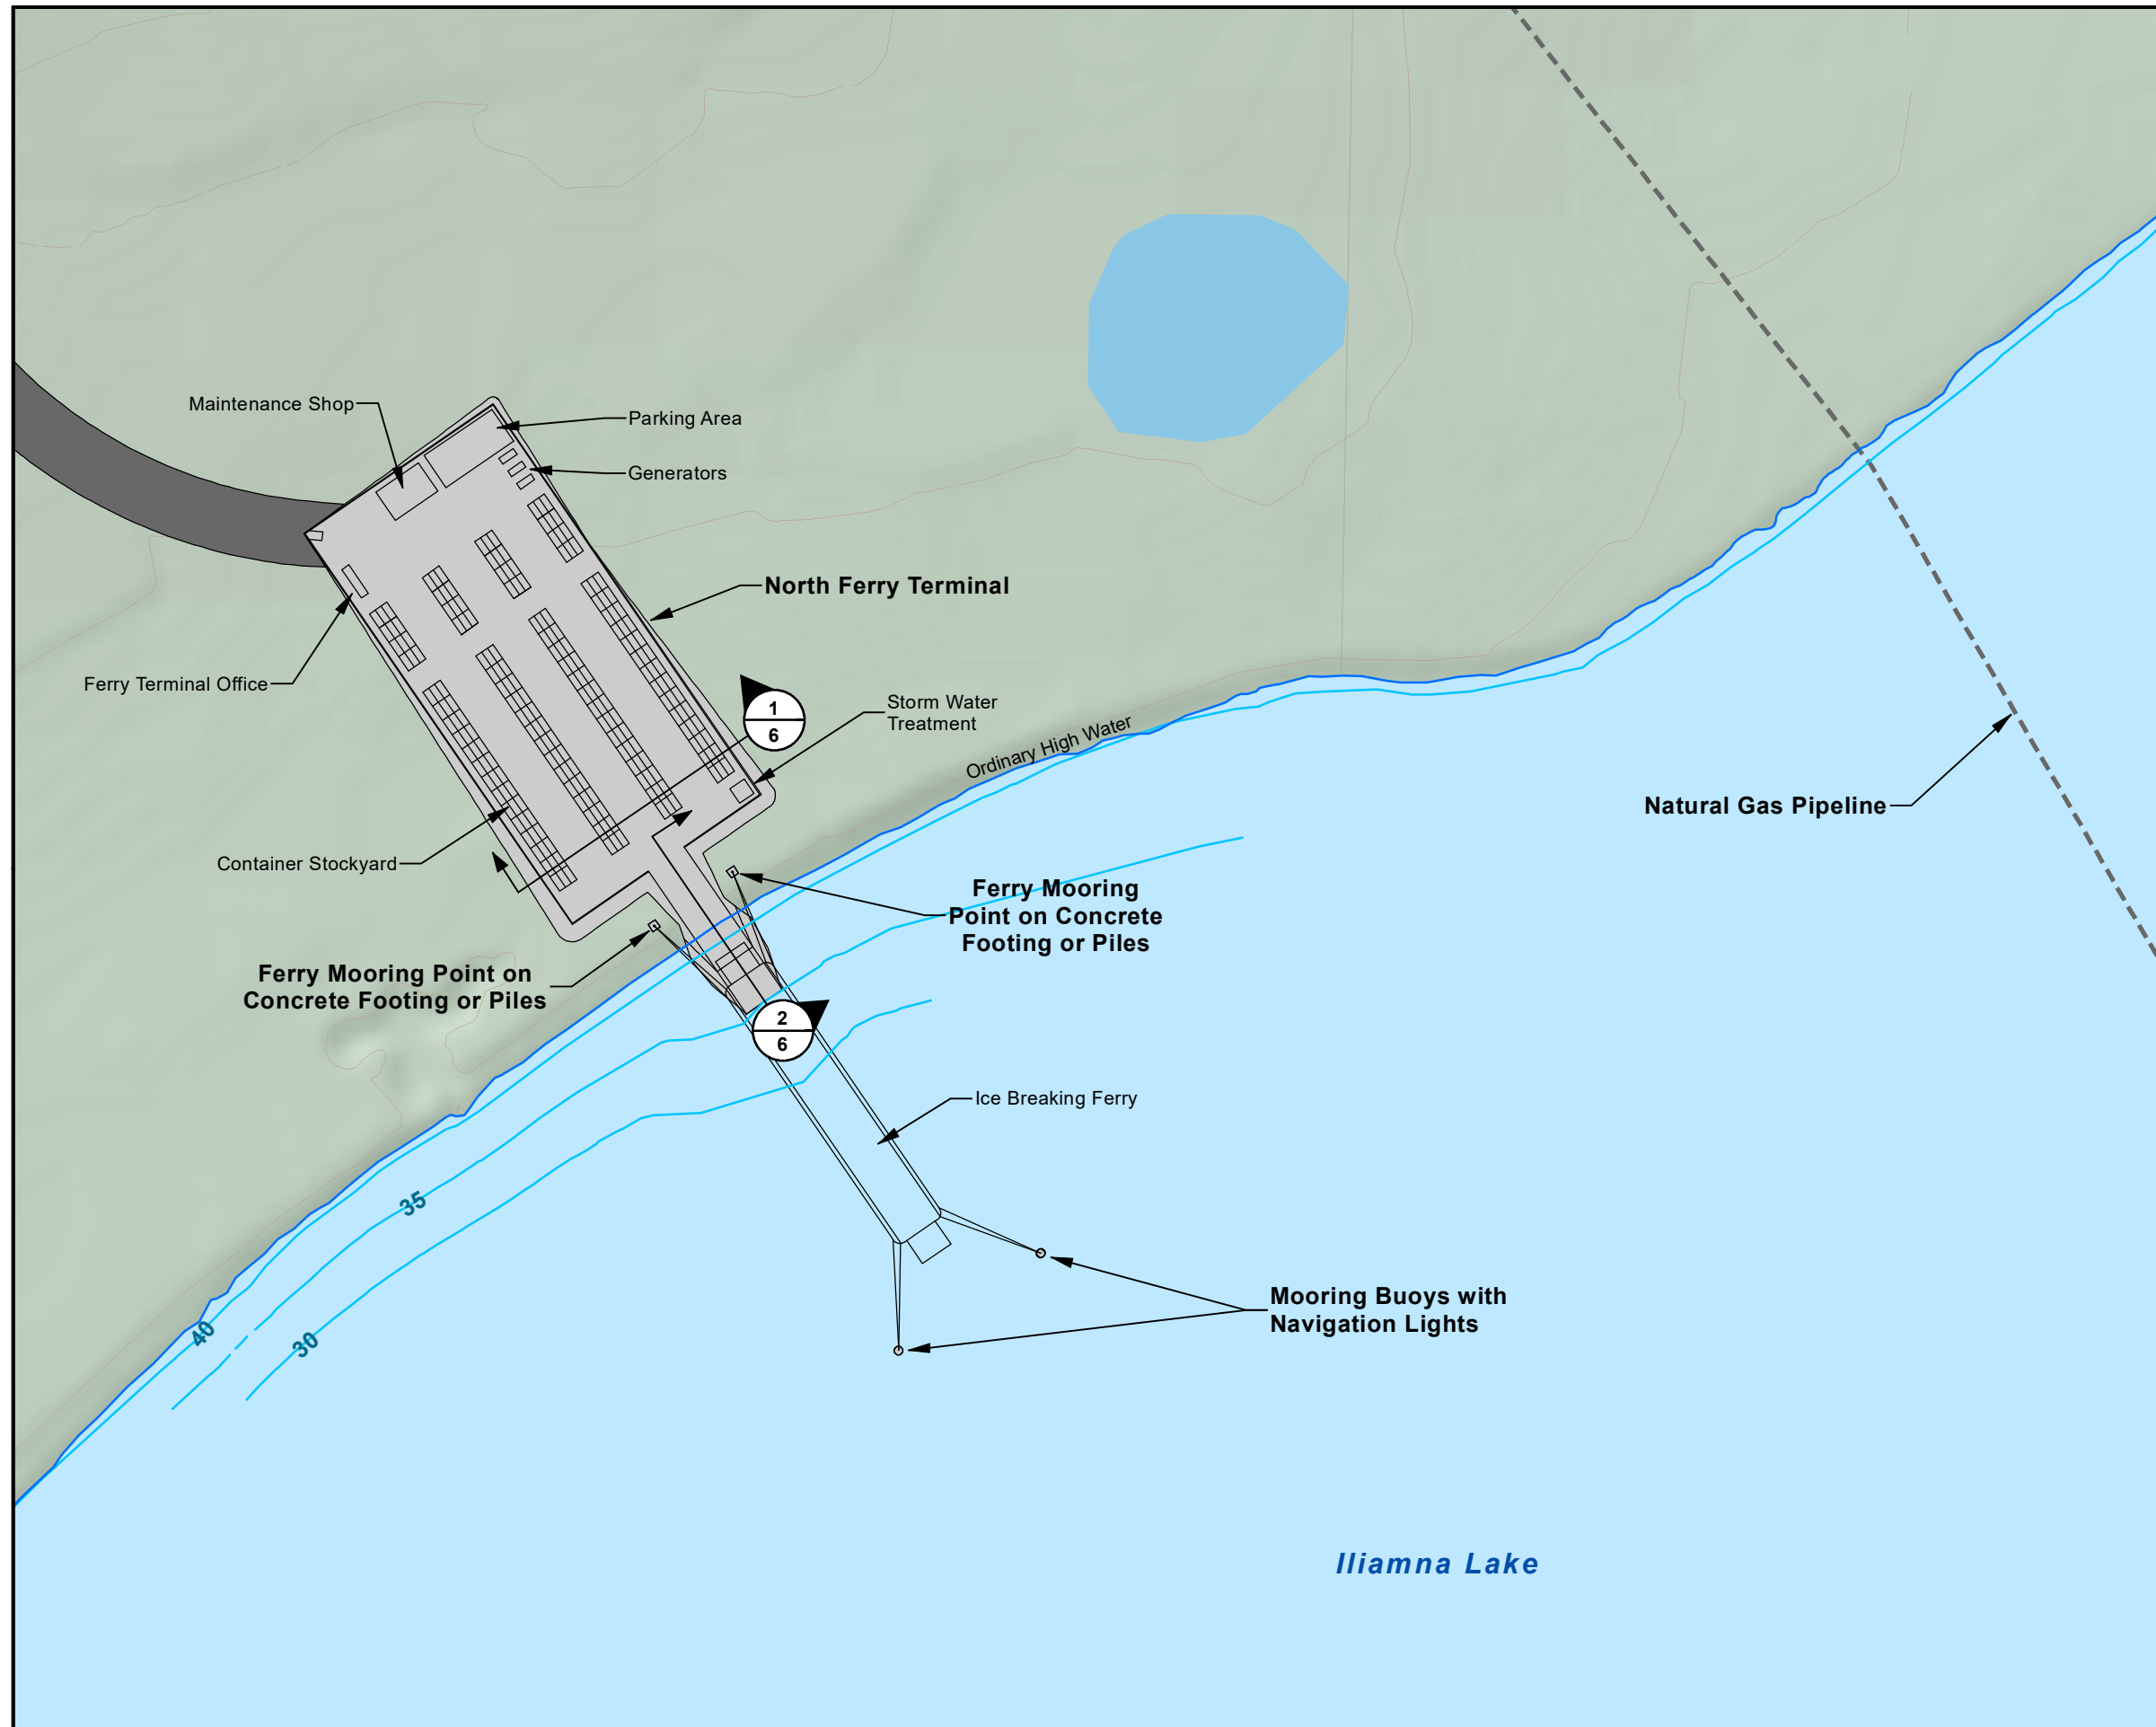 Maintenance Shop
Parking Area
Generators
North Ferry Terminal
Ferry Terminal Office
1
6
Storm Water
Treatment
Ordinary High Water
Natural Gas Pipeline
Container Stockyard
Ferry Mooring
Point on Concrete
Footing or Piles
Ferry Mooring Point on
Concrete Footing or Piles
2
6
Ice Breaking Ferry
35
40
30
Mooring Buoys with
Navigation Lights
Iliamna Lake